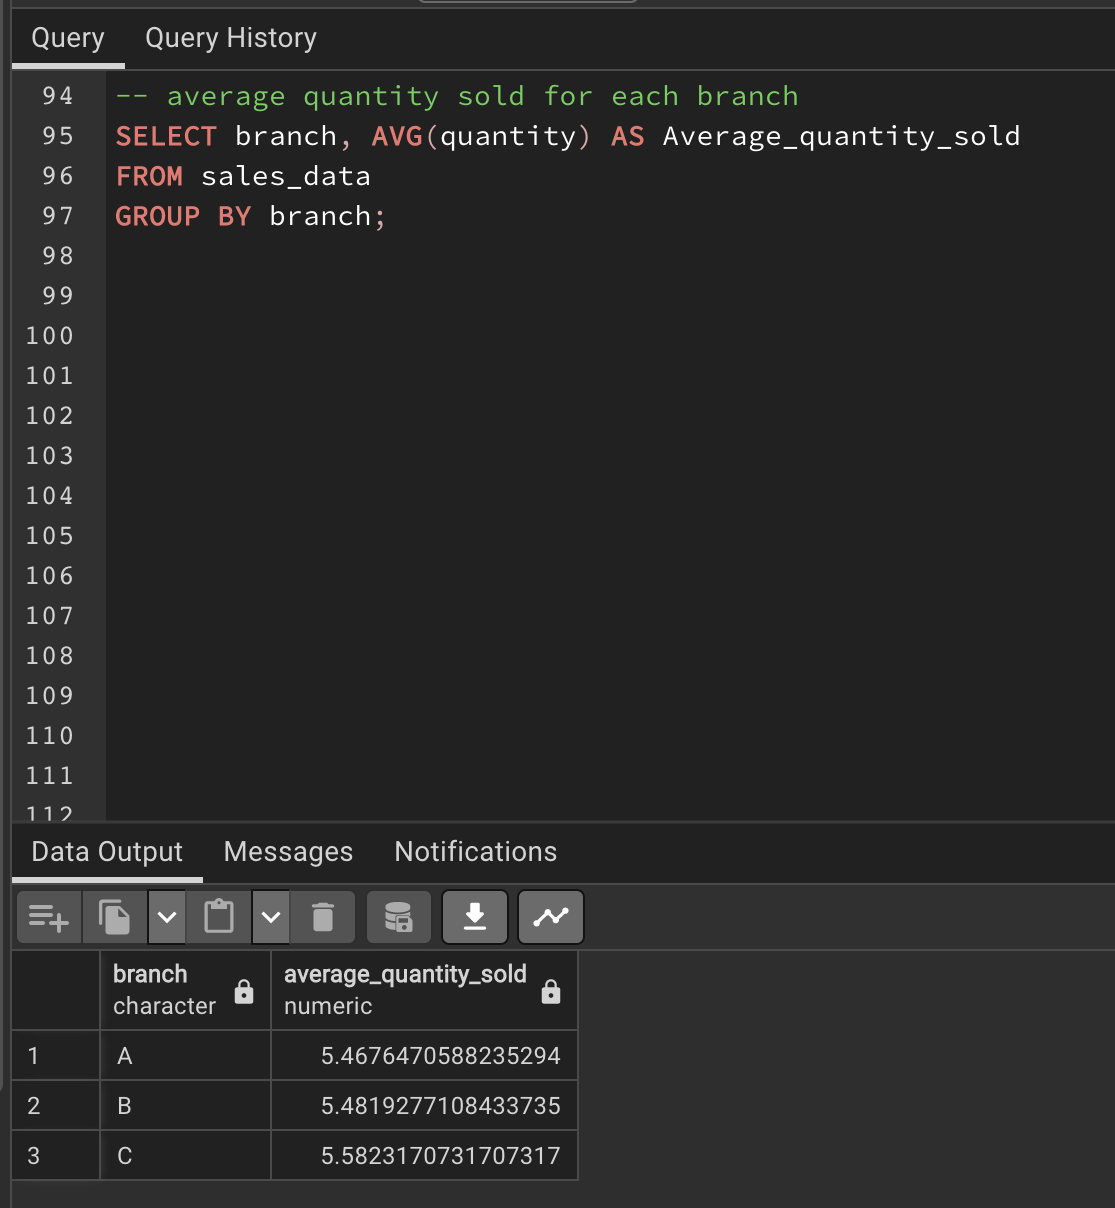 Query Query History
94 -- average quantity sold for each branch
95 SELECT branch, AVG(quantity) AS Average_quantity_sold
96 FROM sales_data
97 GROUP BY branch;
98
99
100
101
102
103
104
105
106
107
108
109
110
111
112
Data Output Messages Notifications
branch average_quantity_sold
character numeric
1 A 5.4676470588235294
2 B 5.4819277108433735
3 C 5.5823170731707317